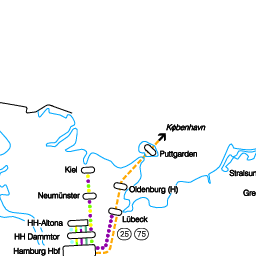 København
Puttgarden
Kiel
Stralsun
Oldenburg (H)
Gre
Neumünster
Lübeck
HH-Altona
25 75
HH Dammtor
Hamburg Hbf